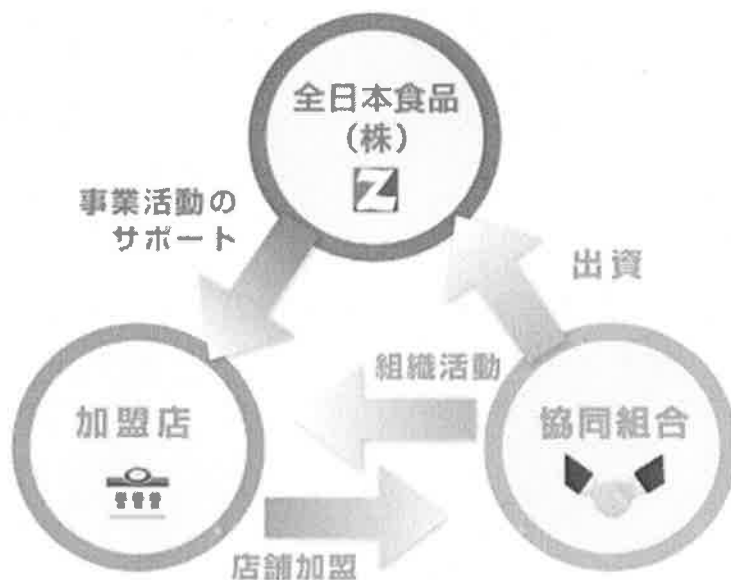 全日本食品
(株)
Z
事業活動の
サポート
出資
組織活動
加盟店
協同組合
店舗加盟